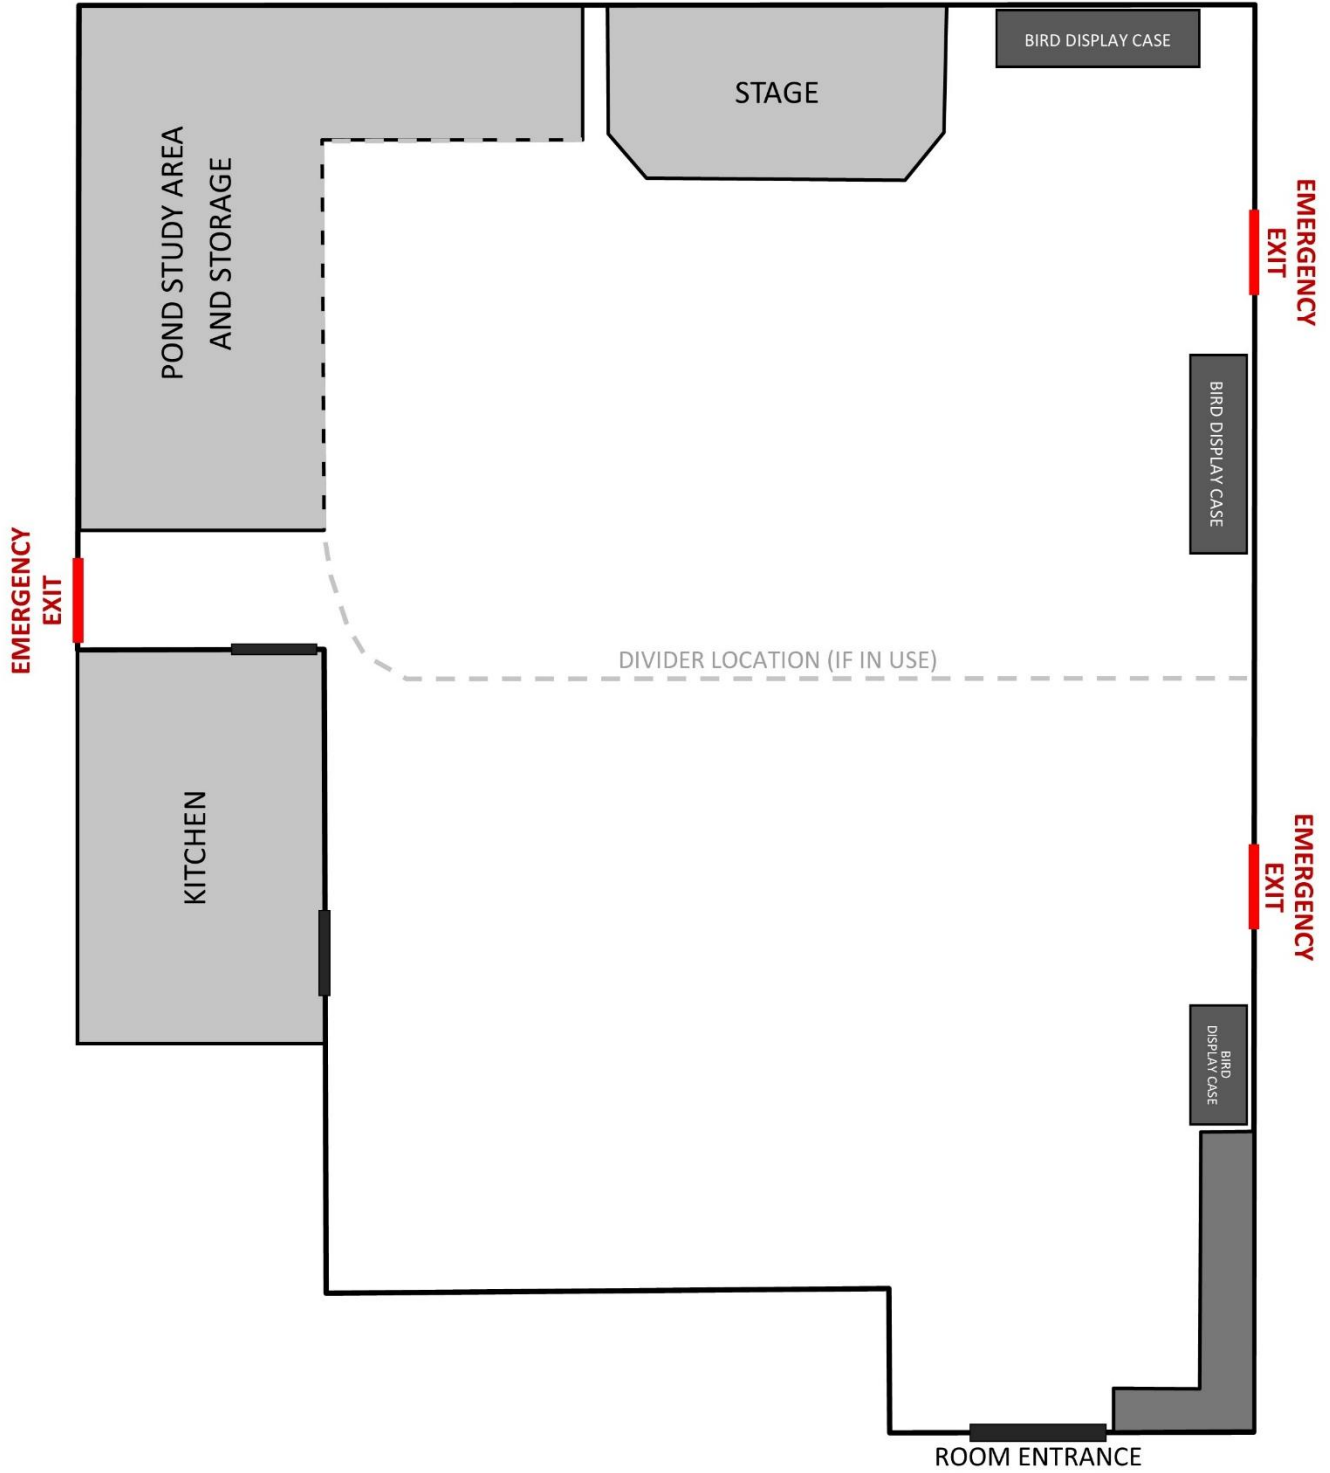 BIRD DISPLAY CASE
STAGE
POND STUDY AREA
AND STORAGE
EMERGENCY
EXIT
BIRD DISPLAY CASE
EMERGENCY
EXIT
DIVIDER LOCATION (IF IN USE)
KITCHEN
EMERGENCY
EXIT
BIRD
DISPLAY CASE
ROOM ENTRANCE